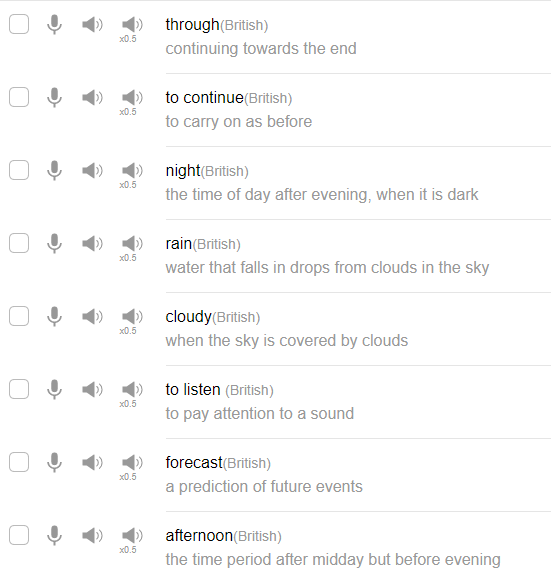 through(British)
x0.5
continuing towards the end
to continue(British)
x0.5
to carry on as before
night(British)
x0.5
the time of day after evening, when it is dark
rain(British)
x0.5
water that falls in drops from clouds in the sky
cloudy(British)
x0.5
when the sky is covered by clouds
to listen (British)
x0.5
to pay attention to a sound
forecast(British)
x0.5
a prediction of future events
afternoon(British)
x0.5
the time period after midday but before evening